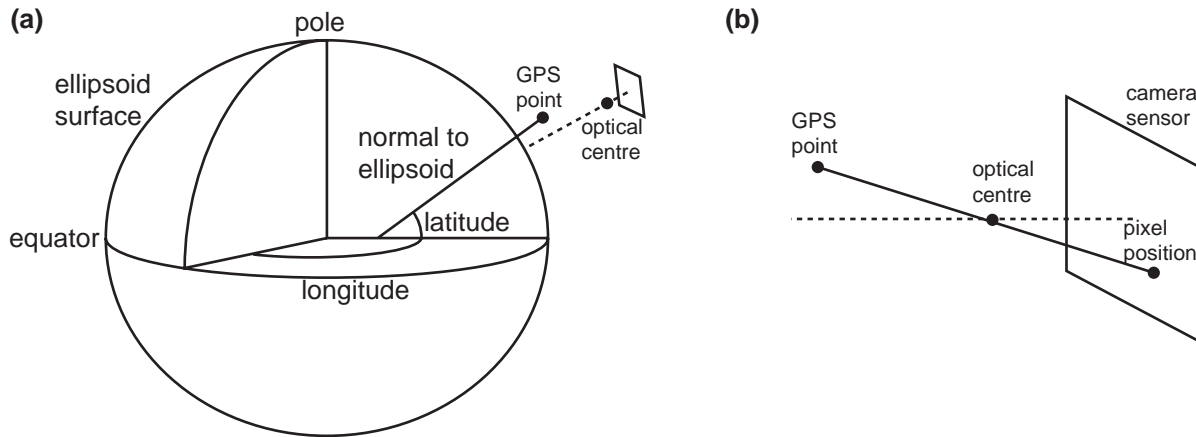 (a)
pole
ellipsoid
surface
GPS
point
optical
centre
normal to
ellipsoid
latitude
equator
longitude
(b)
camera
sensor
GPS
point
optical
centre
pixel
position